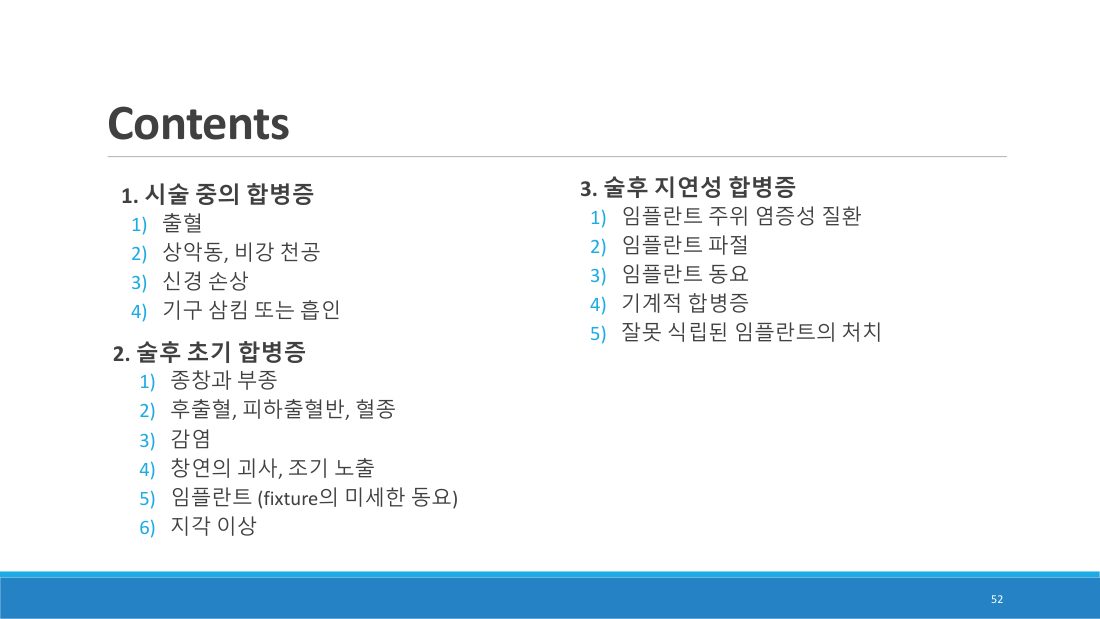 Contents
1. 시술 중의 합병증
1) 출혈
2) 상악동, 비강 천공
3) 신경 손상
4) 기구 삼킴 또는 흡인
2. 술후 초기 합병증
1) 종창과 부종
2) 후출혈, 피하출혈반, 혈종
3) 감염
4) 창연의 괴사, 조기 노출
5) 임플란트 (fixture의 미세한 동요)
6) 지각 이상
3. 술후 지연성 합병증
1) 임플란트 주위 염증성 질환
2) 임플란트 파절
3) 임플란트 동요
4) 기계적 합병증
5) 잘못 식립된 임플란트의 처치
52